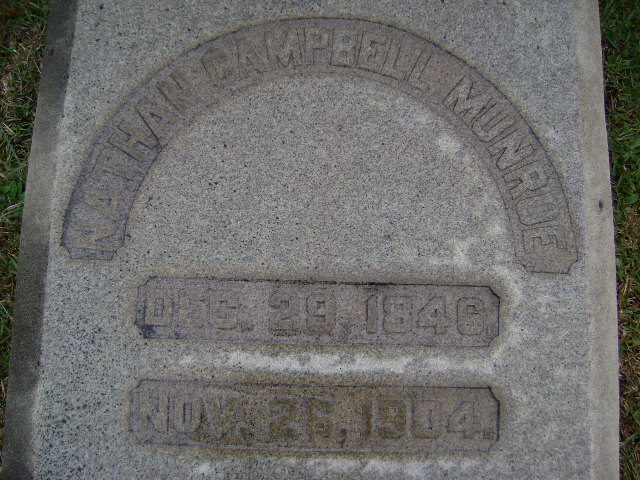 NATHAN CAMPBELL MUNROE
DEC. 29, 1846.
NOV. 26, 1904.